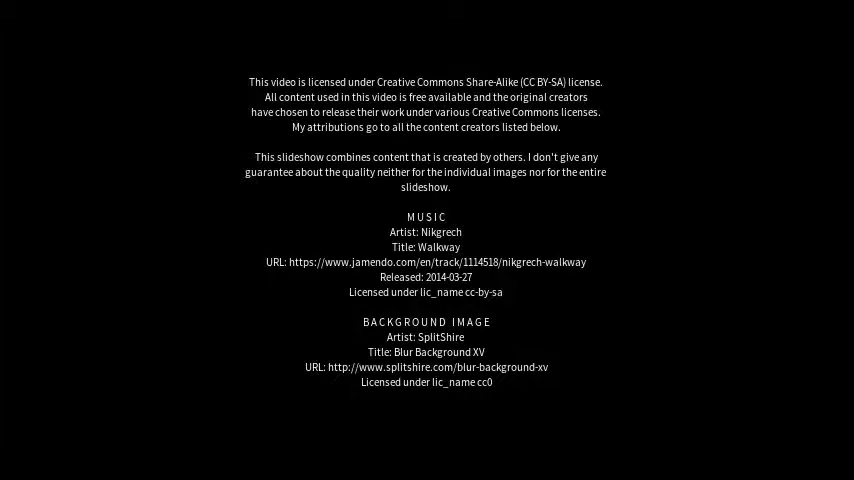 This video is licensed under Creative Commons Share-Alike (CC BY-SA) license.
All content used in this video is free available and the original creators
have chosen to release their work under various Creative Commons licenses.
My attributions go to all the content creators listed below.
This slideshow combines content that is created by others. I don't give any
guarantee about the quality neither for the individual images nor for the entire
slideshow.
MUSIC
Artist: Nikgrech
Title: Walkway
URL: https://www.jamendo.com/en/track/1114518/nikgrech-walkway
Released: 2014-03-27
Licensed under lic_name cc-by-sa
BACKGROUND IMAGE
Artist: SplitShire
Title: Blur Background XV
URL: http://www.splitshire.com/blur-background-xv
Licensed under lic_name cc0